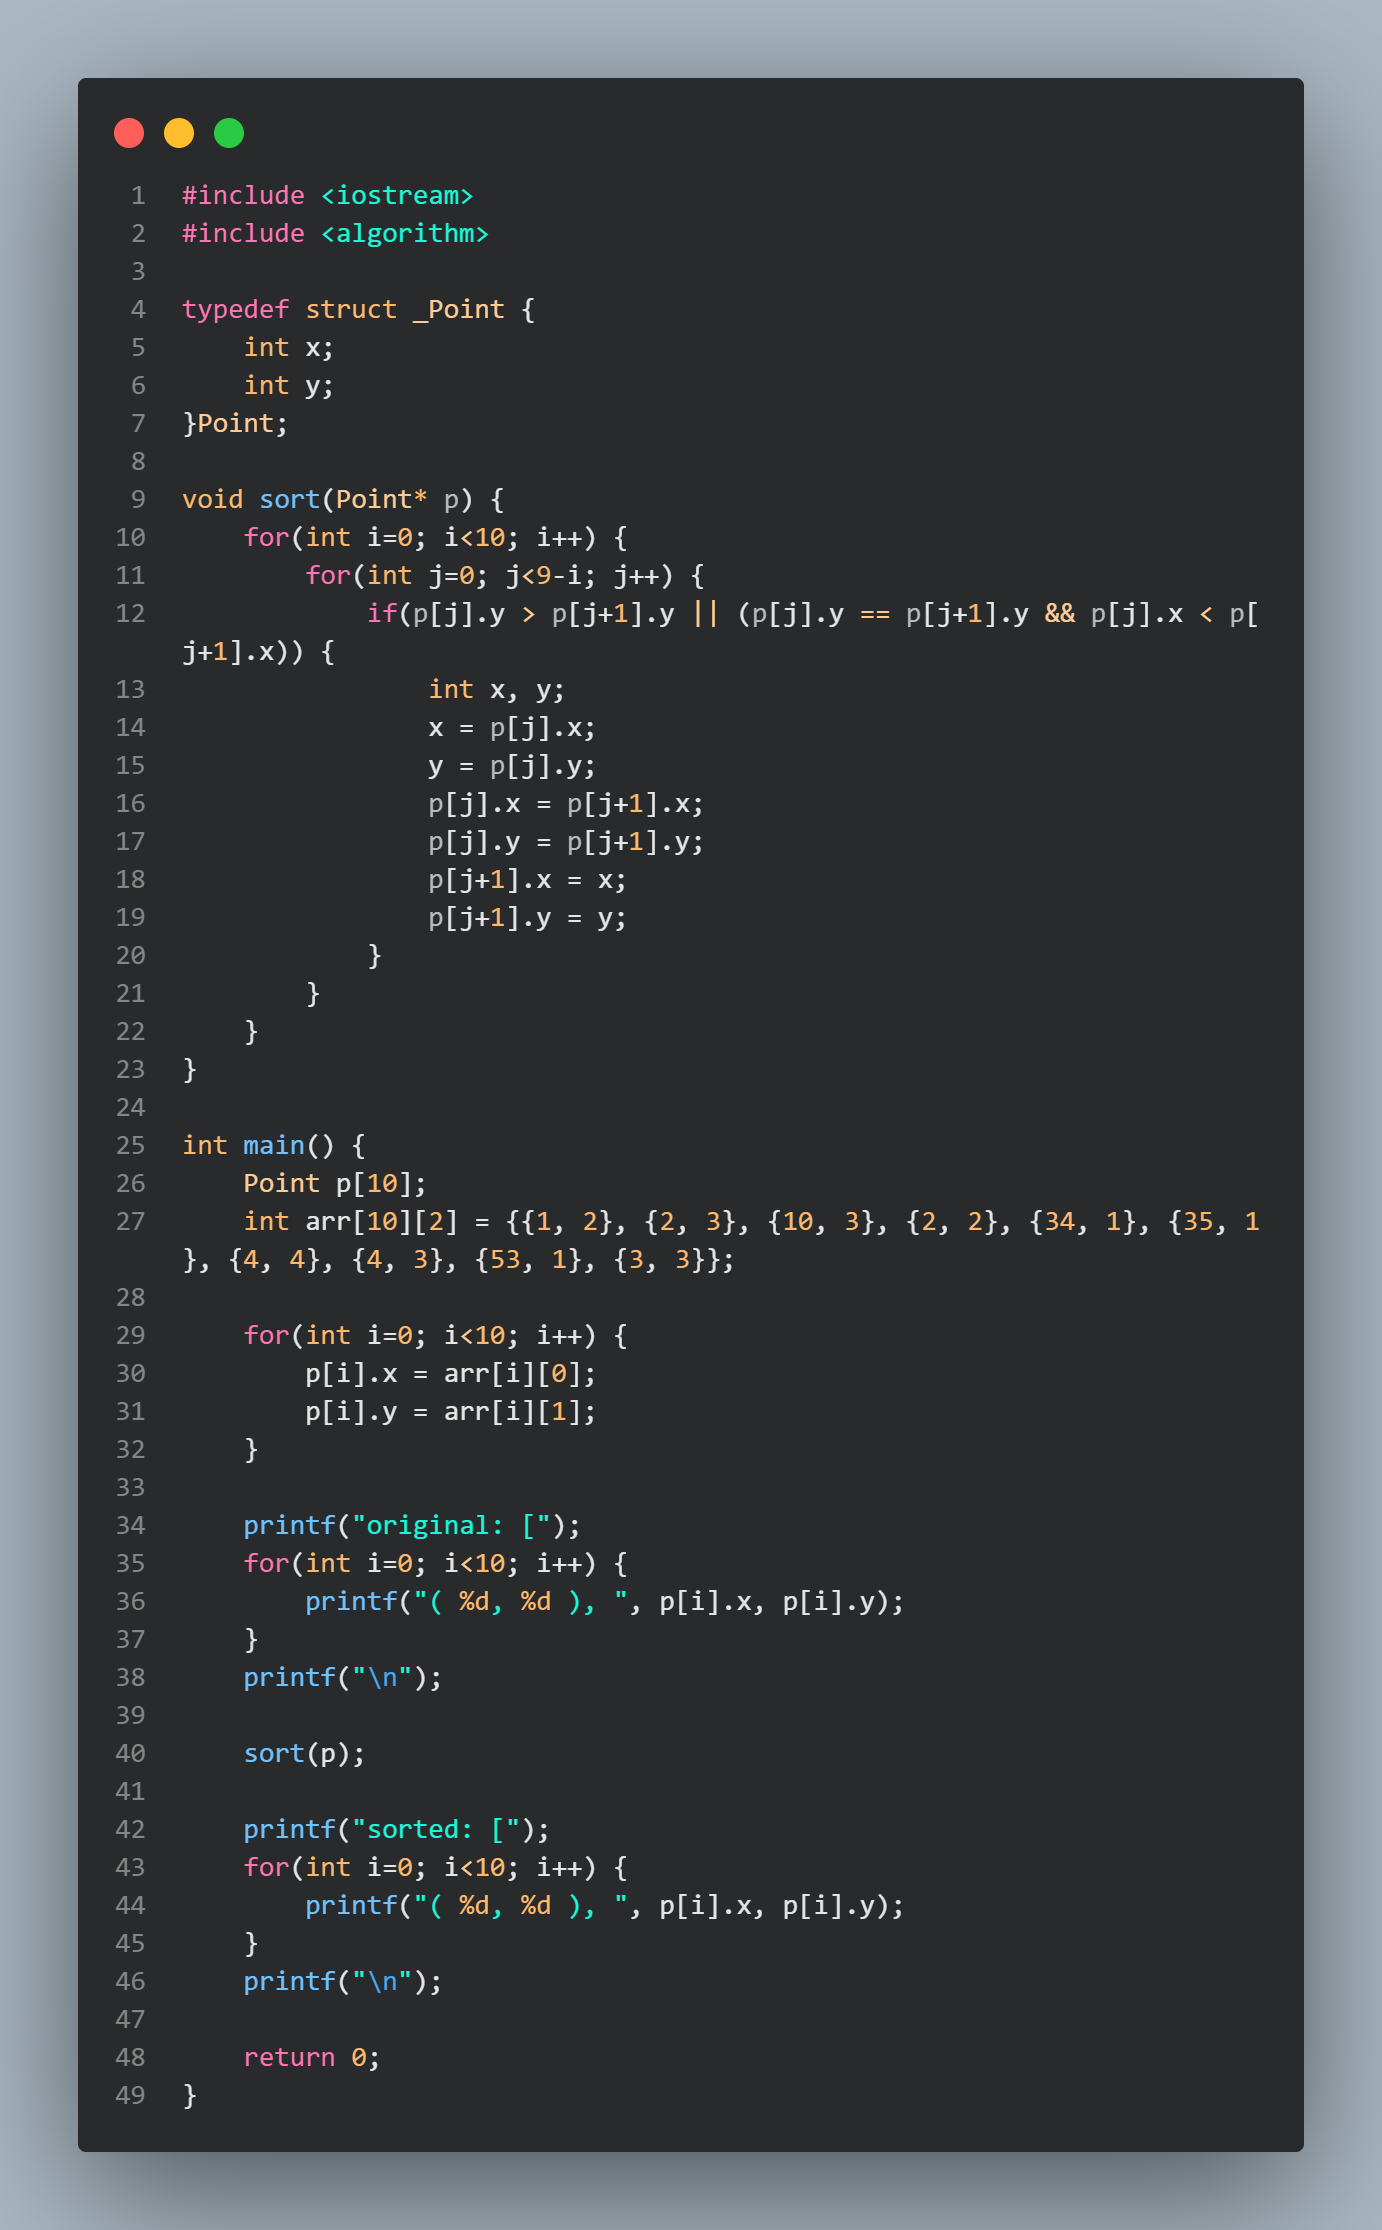 1 #include <iostream>
2 #include <algorithm>
3
4 typedef struct _Point {
5     int x;
6     int y;
7 }Point;
8
9 void sort(Point* p) {
10     for(int i=0; i<10; i++) {
11         for(int j=0; j<9-i; j++) {
12             if(p[j].y > p[j+1].y || (p[j].y == p[j+1].y && p[j].x < p[
j+1].x)) {
13                 int x, y;
14                 x = p[j].x;
15                 y = p[j].y;
16                 p[j].x = p[j+1].x;
17                 p[j].y = p[j+1].y;
18                 p[j+1].x = x;
19                 p[j+1].y = y;
20             }
21         }
22     }
23 }
24
25 int main() {
26     Point p[10];
27     int arr[10][2] = {{1, 2}, {2, 3}, {10, 3}, {2, 2}, {34, 1}, {35, 1
}, {4, 4}, {4, 3}, {53, 1}, {3, 3}};
28
29     for(int i=0; i<10; i++) {
30         p[i].x = arr[i][0];
31         p[i].y = arr[i][1];
32     }
33
34     printf("original: [");
35     for(int i=0; i<10; i++) {
36         printf("( %d, %d ), ", p[i].x, p[i].y);
37     }
38     printf("\n");
39
40     sort(p);
41
42     printf("sorted: [");
43     for(int i=0; i<10; i++) {
44         printf("( %d, %d ), ", p[i].x, p[i].y);
45     }
46     printf("\n");
47
48     return 0;
49 }